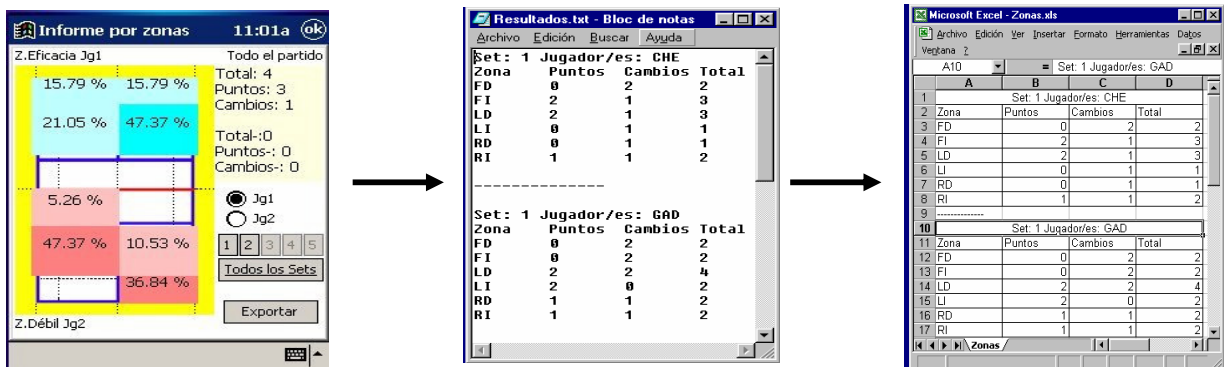 Informe por zonas 11:01a ok
Z.Eficacia Jg1 Todo el partido
15.79 % 15.79 %
21.05 % 47.37 %
5.26 %
47.37 % 10.53 %
36.84 %
Z.Débil Jg2
Total: 4
Puntos: 3
Cambios: 1
Total-:0
Puntos-: 0
Cambios-: 0
Jg1
Jg2
1 2 3 4 5
Todos los Sets
Exportar
Resultados.txt - Bloc de notas
Archivo Edición Buscar Ayuda
Set: 1 Jugador/es: CHE
Zona Puntos Cambios Total
FD 0 2 2
FI 2 1 3
LD 2 1 3
LI 0 1 1
RD 0 1 1
RI 1 1 2
---------------
Set: 1 Jugador/es: GAD
Zona Puntos Cambios Total
FD 0 2 2
FI 0 2 2
LD 2 2 4
LI 2 0 2
RD 1 1 2
RI 1 1 2
Microsoft Excel - Zonas.xls
Archivo Edición Ver Insertar Formato Herramientas Datos
Ventana ?
A10 = Set: 1 Jugador/es: GAD
A B C D
1 Set: 1 Jugador/es: CHE
2 Zona Puntos Cambios Total
3 FD 0 2 2
4 FI 2 1 3
5 LD 2 1 3
6 LI 0 1 1
7 RD 0 1 1
8 RI 1 1 2
9 --------------
10 Set: 1 Jugador/es: GAD
11 Zona Puntos Cambios Total
12 FD 0 2 2
13 FI 0 2 2
14 LD 2 2 4
15 LI 2 0 2
16 RD 1 1 2
17 RI 1 1 2
Zonas